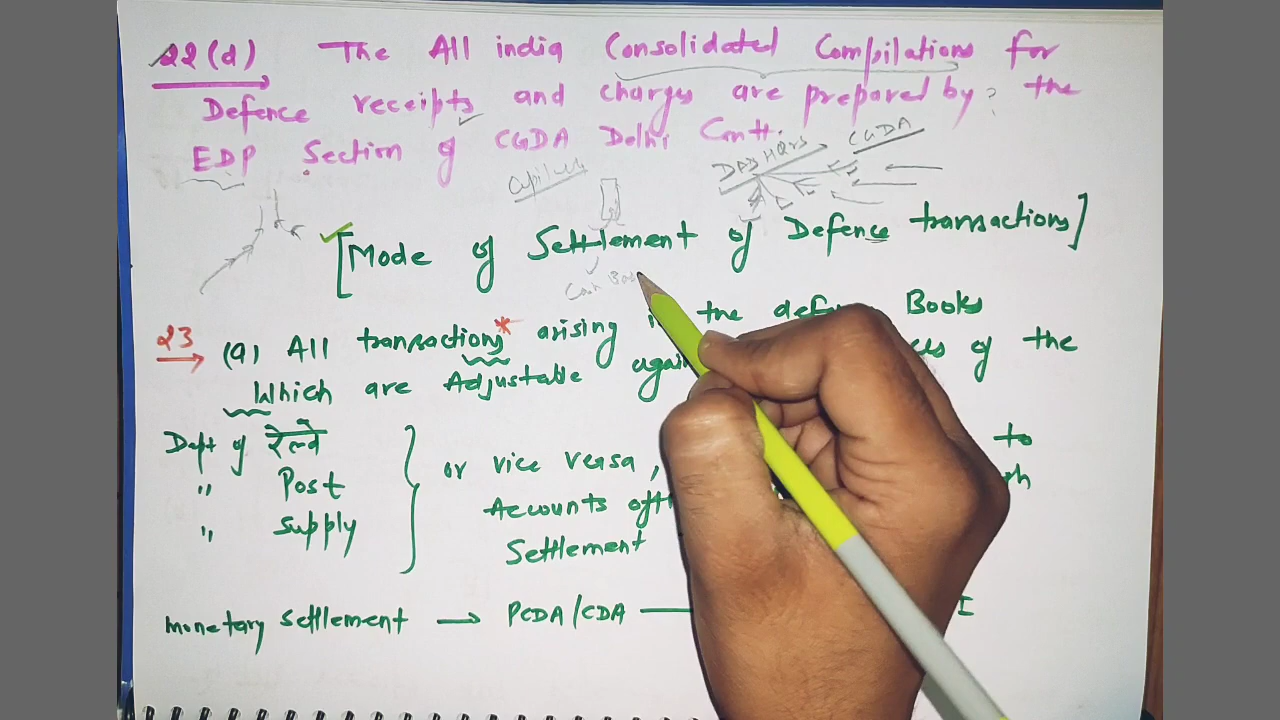 22(d) The All india Consolidated Compilations for
Defence receipts and charges are prepared by? the
EDP Section of CGDA Delhi Cantt.
DAD HQrs CGDA
[Mode of Settlement of Defence transactions]
23
(a) All transactions* arising the Books
Which are Adjustable of the
Deptt of रेल्वे
" Post
" Supply
or vice versa, to
Accounts
Settlement
monetary settlement → PCDA/CDA — I